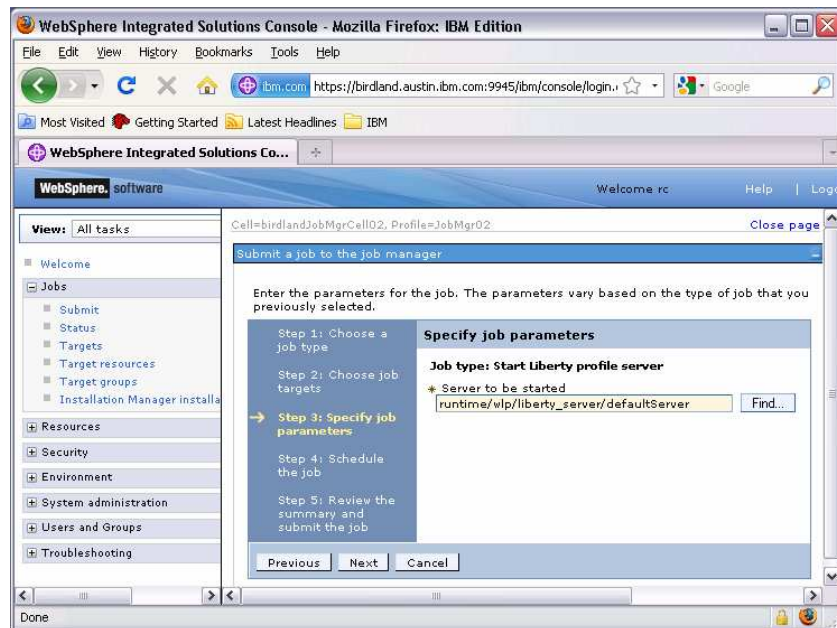 WebSphere Integrated Solutions Console - Mozilla Firefox: IBM Edition
File Edit View History Bookmarks Tools Help
ibm.com https://birdland.austin.ibm.com:9945/ibm/console/login. Google
Most Visited Getting Started Latest Headlines IBM
WebSphere Integrated Solutions Co...
WebSphere. software Welcome rc Help | Logo
View: All tasks
Welcome
Jobs
Submit
Status
Targets
Target resources
Target groups
Installation Manager installa
Resources
Security
Environment
System administration
Users and Groups
Troubleshooting
Cell=birdlandJobMgrCell02, Profile=JobMgr02 Close page
Submit a job to the job manager
Enter the parameters for the job. The parameters vary based on the type of job that you
previously selected.
Step 1: Choose a
job type
Step 2: Choose job
targets
Step 3: Specify job
parameters
Step 4: Schedule
the job
Step 5: Review the
summary and
submit the job
Specify job parameters
Job type: Start Liberty profile server
* Server to be started
runtime/wlp/liberty_server/defaultServer Find...
Previous Next Cancel
Done